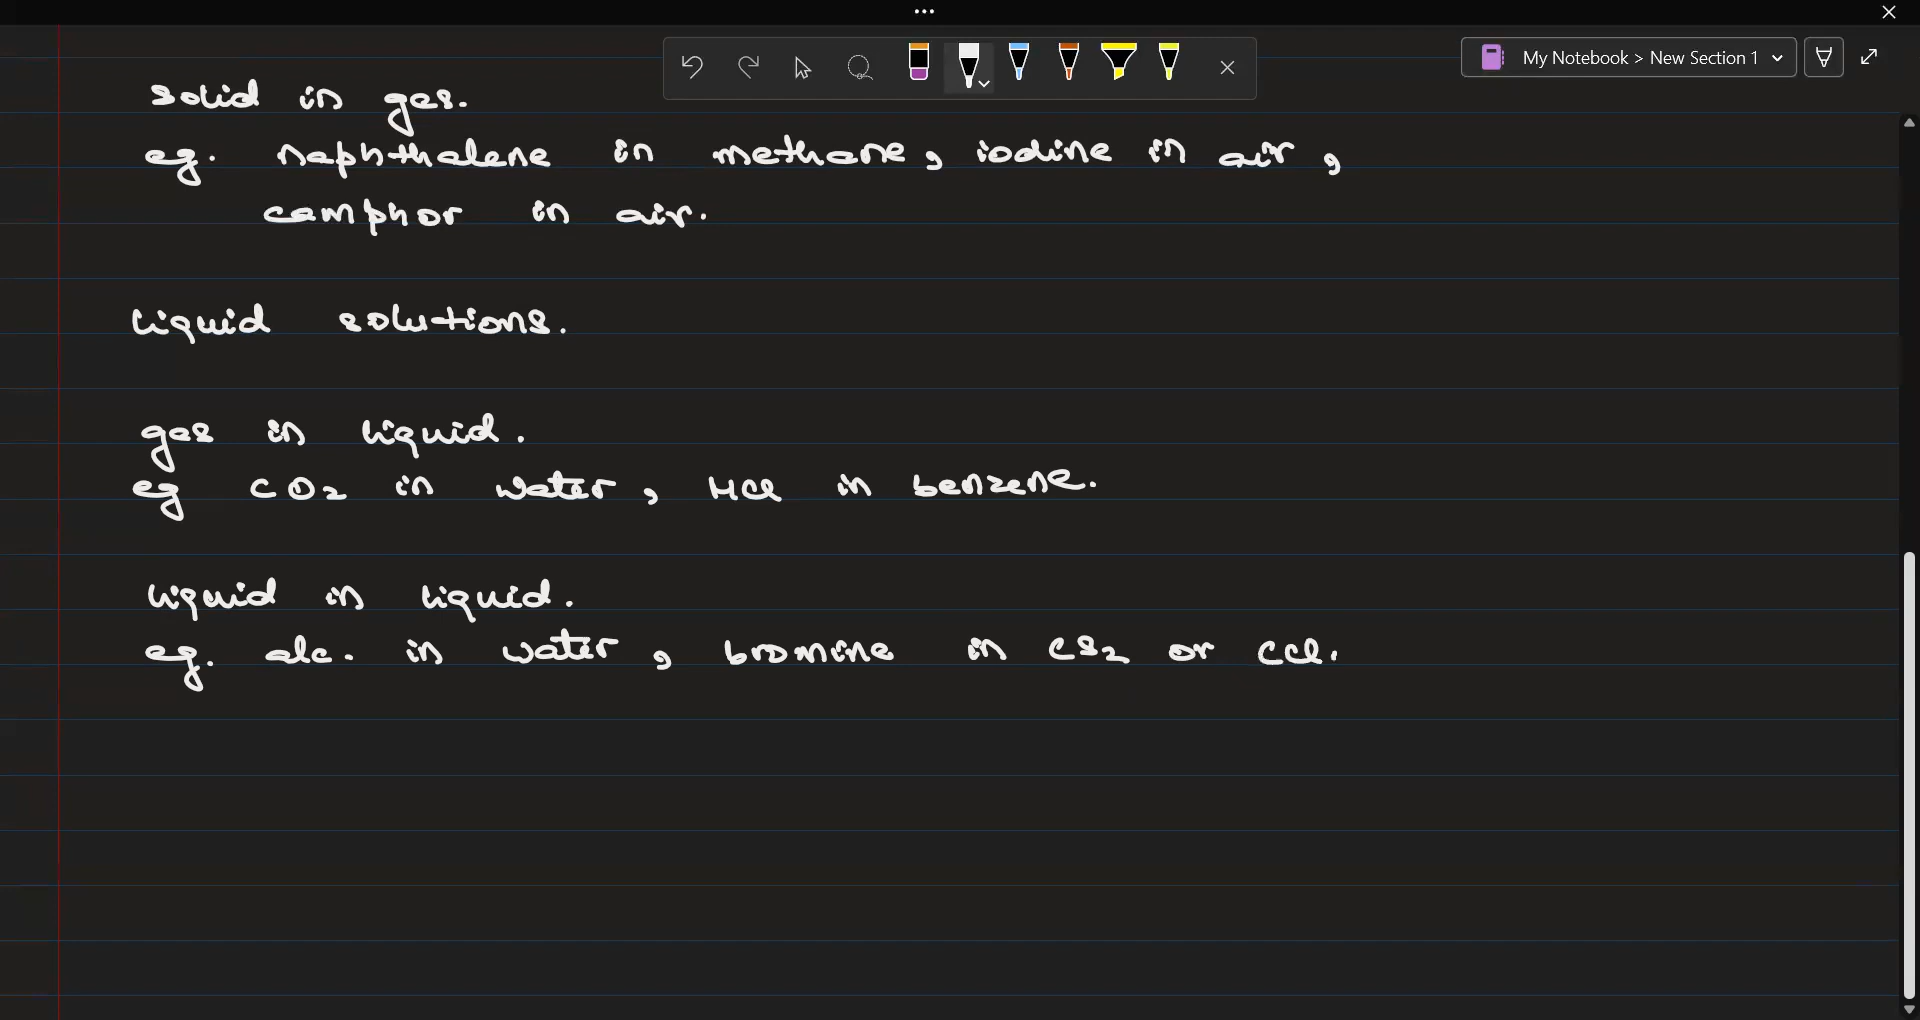 ...
My Notebook > New Section 1
solid in gas.
eg. naphthalene in methane, iodine in air,
camphor in air.
liquid solutions.
gas in liquid.
eg CO2 in water, HCl in benzene.
liquid in liquid.
eg. alc. in water, bromine in CS2 or CCl.